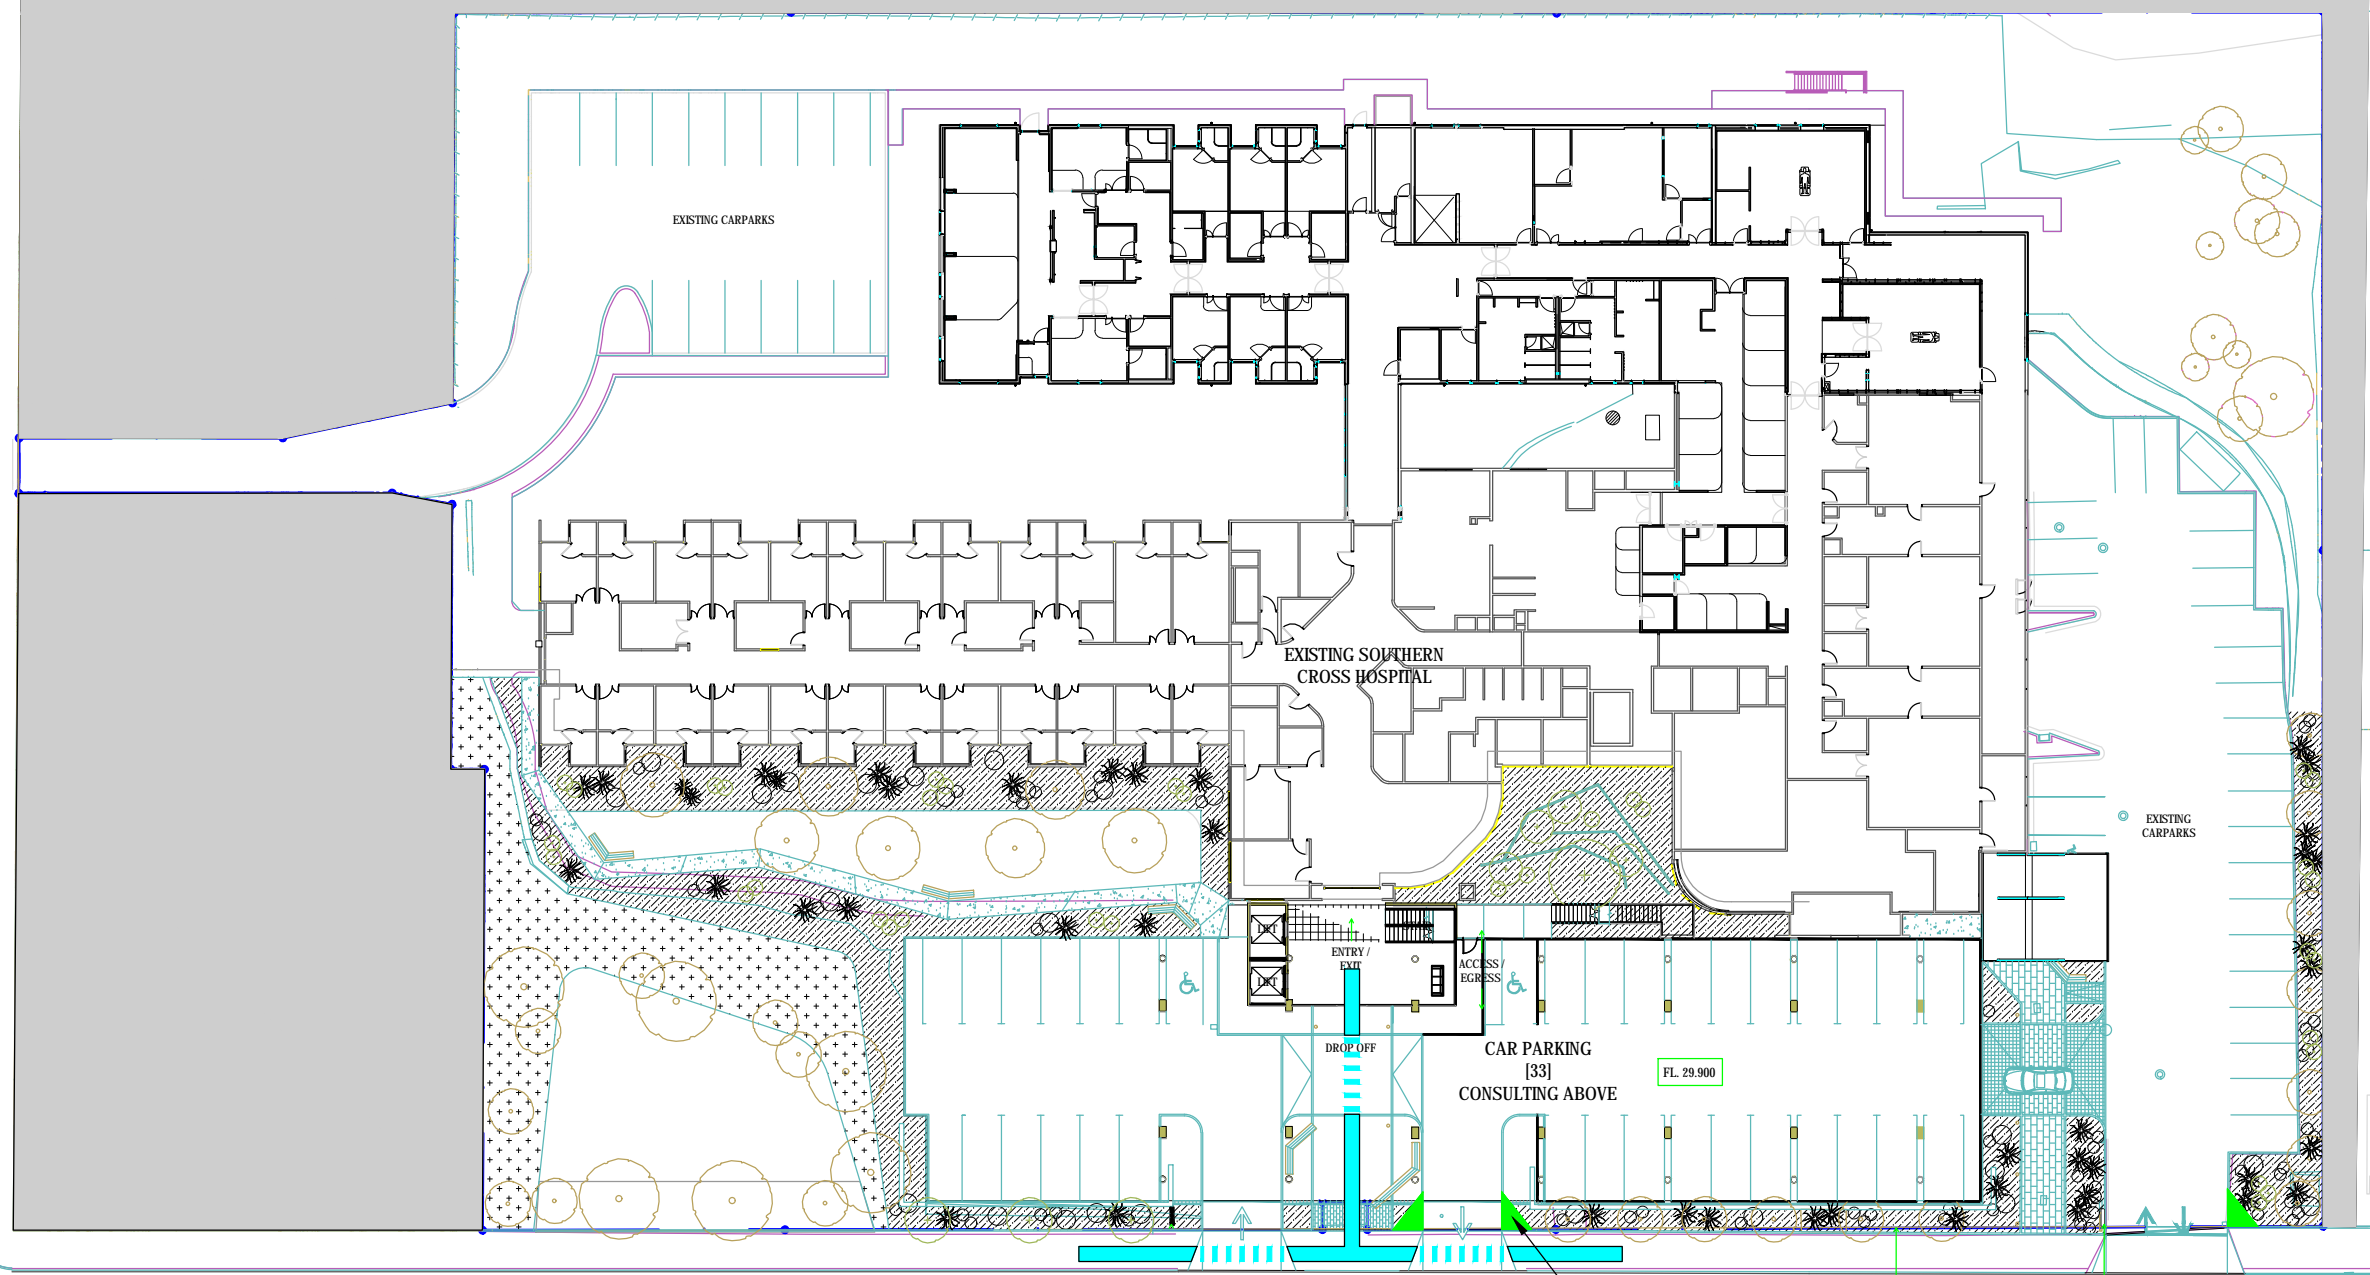 EXISTING CARPARKS
EXISTING SOUTHERN
CROSS HOSPITAL
EXISTING
CARPARKS
LIFT
ENTRY /
EXIT
LIFT
ACCESS /
EGRESS
DROP OFF
CAR PARKING
[33]
CONSULTING ABOVE
FL. 29.900